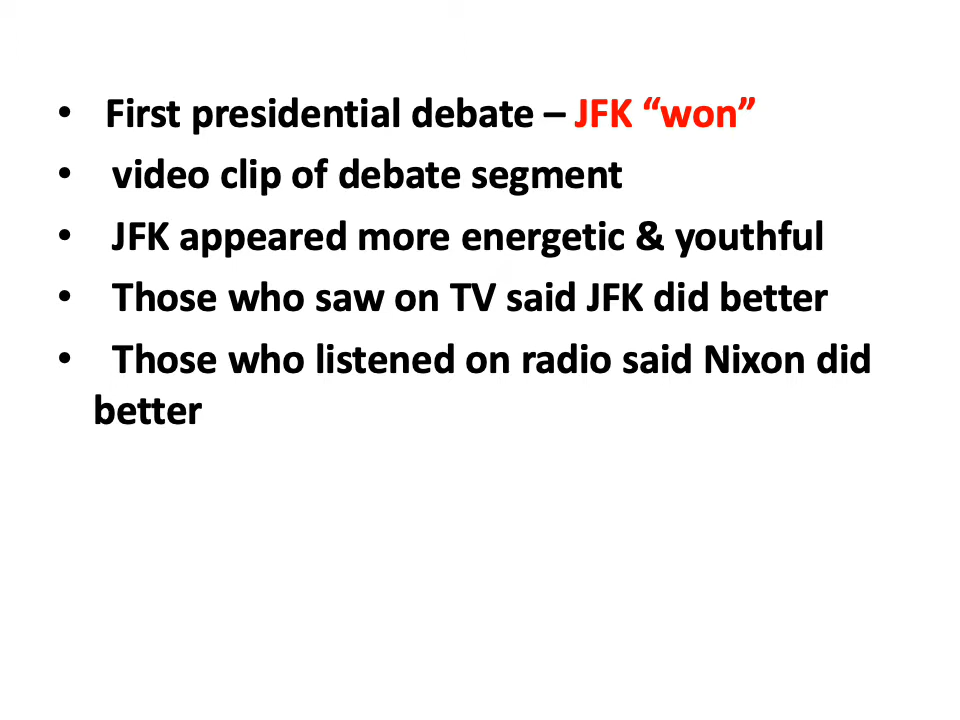 • First presidential debate – JFK “won”
• video clip of debate segment
• JFK appeared more energetic & youthful
• Those who saw on TV said JFK did better
• Those who listened on radio said Nixon did
better